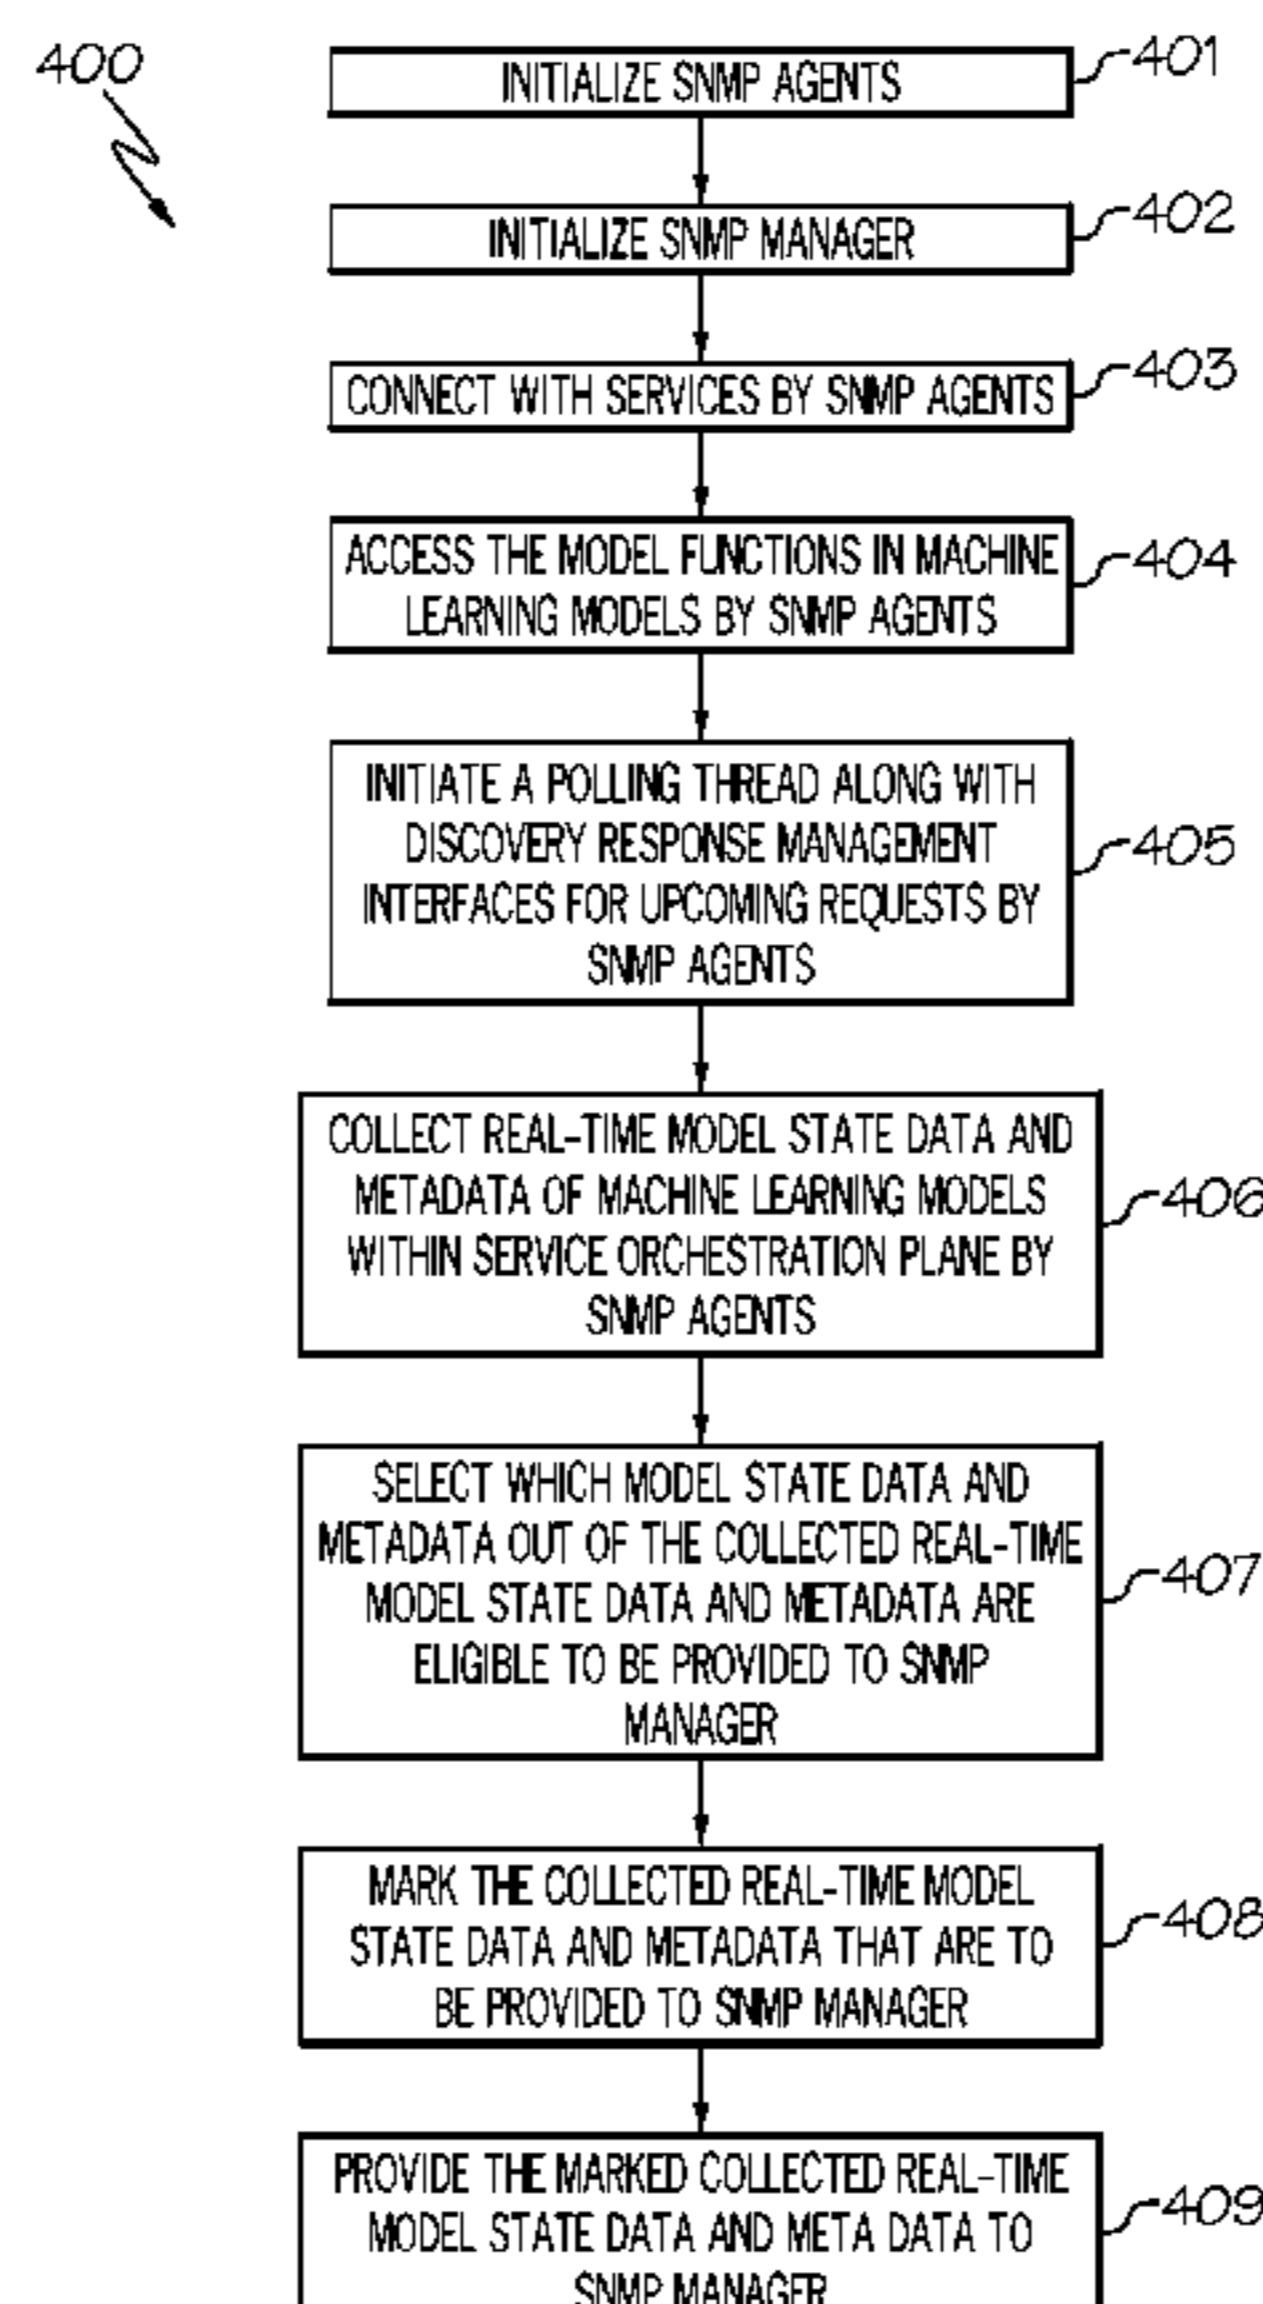 400
INITIALIZE SNMP AGENTS
401
INITIALIZE SNMP MANAGER
402
CONNECT WITH SERVICES BY SNMP AGENTS
403
ACCESS THE MODEL FUNCTIONS IN MACHINE
LEARNING MODELS BY SNMP AGENTS
404
INITIATE A POLLING THREAD ALONG WITH
DISCOVERY RESPONSE MANAGEMENT
INTERFACES FOR UPCOMING REQUESTS BY
SNMP AGENTS
405
COLLECT REAL-TIME MODEL STATE DATA AND
METADATA OF MACHINE LEARNING MODELS
WITHIN SERVICE ORCHESTRATION PLANE BY
SNMP AGENTS
406
SELECT WHICH MODEL STATE DATA AND
METADATA OUT OF THE COLLECTED REAL-TIME
MODEL STATE DATA AND METADATA ARE
ELIGIBLE TO BE PROVIDED TO SNMP
MANAGER
407
MARK THE COLLECTED REAL-TIME MODEL
STATE DATA AND METADATA THAT ARE TO
BE PROVIDED TO SNMP MANAGER
408
PROVIDE THE MARKED COLLECTED REAL-TIME
MODEL STATE DATA AND META DATA TO
SNMP MANAGER
409